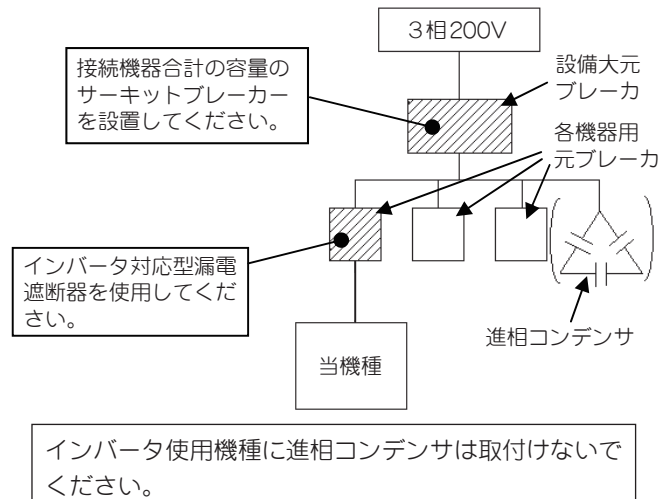 3相200V
接続機器合計の容量の
サーキットブレーカー
を設置してください。
設備大元
ブレーカ
各機器用
元ブレーカ
インバータ対応型漏電
遮断器を使用してくだ
さい。
進相コンデンサ
当機種
インバータ使用機種に進相コンデンサは取付けないで
ください。